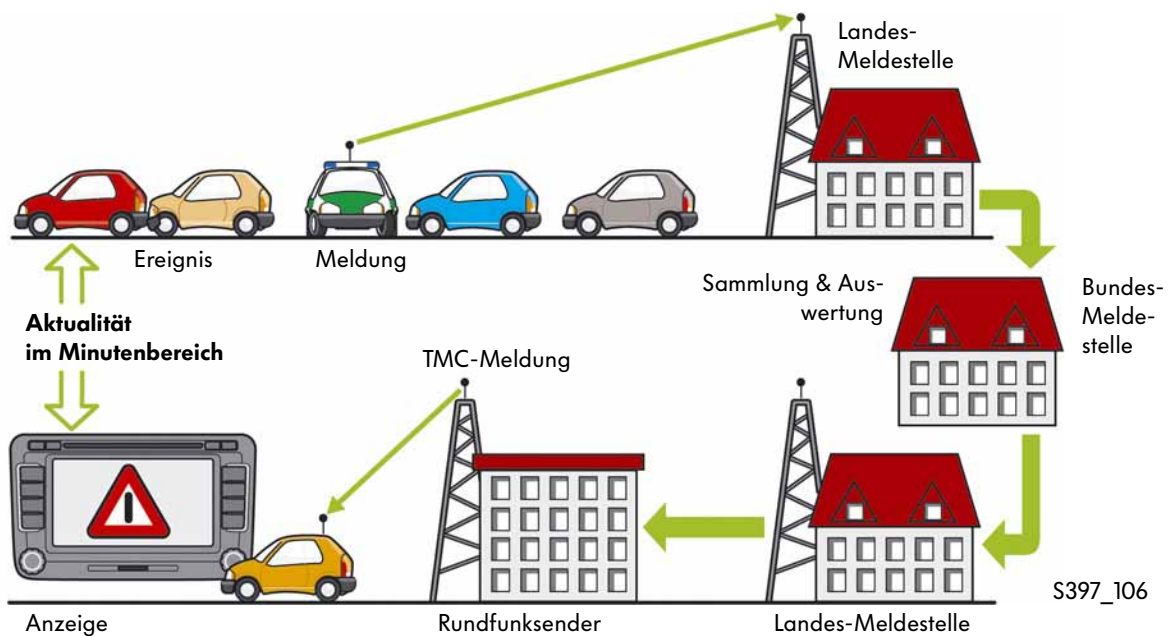 Landes-
Meldestelle
Ereignis
Meldung
Sammlung & Aus-
wertung
Bundes-
Melde-
stelle
Aktualität
im Minutenbereich
TMC-Meldung
S397_106
Anzeige
Rundfunksender
Landes-Meldestelle